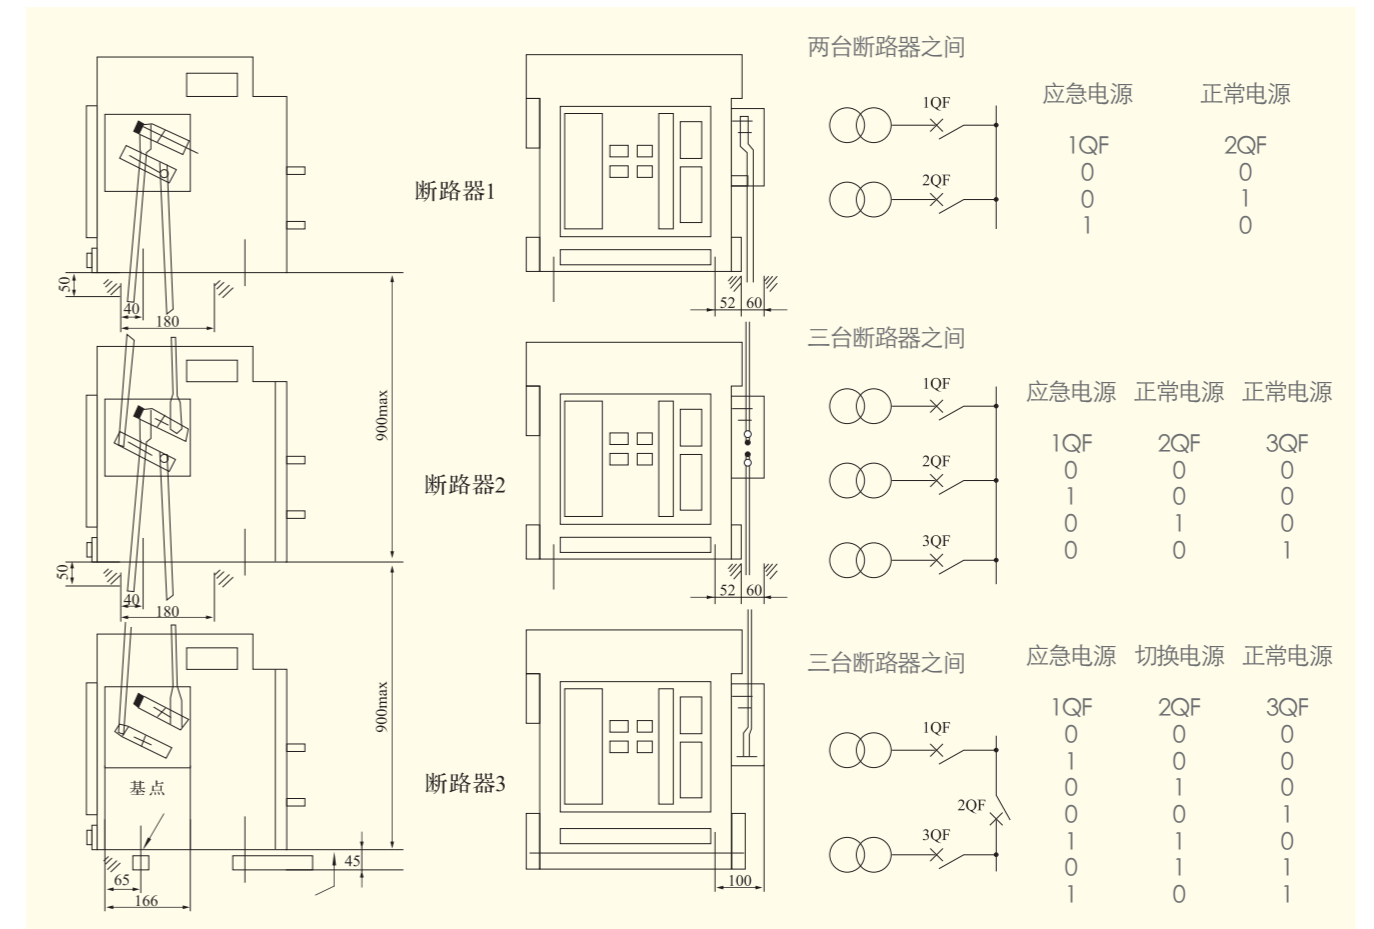 断路器1
50
40
180
52
60
两台断路器之间
1QF
2QF
应急电源 正常电源
1QF 2QF
0 0
0 1
1 0
900max
断路器2
50
40
180
52
60
三台断路器之间
1QF
2QF
3QF
应急电源 正常电源 正常电源
1QF 2QF 3QF
0 0 0
1 0 0
0 1 0
0 0 1
900max
基点
断路器3
65
166
45
100
三台断路器之间
1QF
2QF
3QF
应急电源 切换电源 正常电源
1QF 2QF 3QF
0 0 0
1 0 0
0 1 0
0 0 1
1 1 0
0 1 1
1 0 1